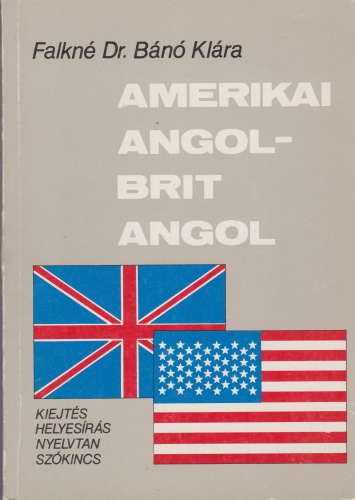 Falkné Dr. Bánó Klára
AMERIKAI
ANGOL-
BRIT
ANGOL
KIEJTÉS
HELYESÍRÁS
NYELVTAN
SZÓKINCS